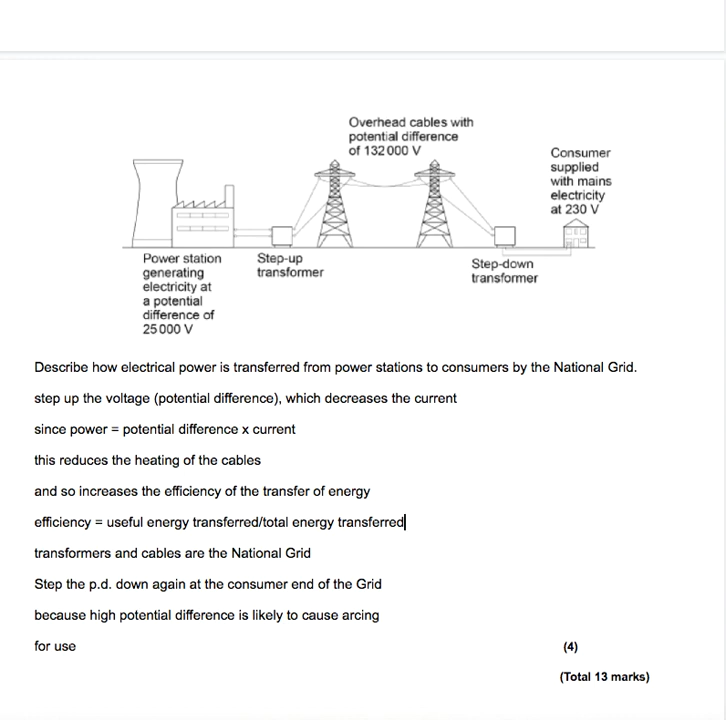 Overhead cables with
potential difference
of 132 000 V
Consumer
supplied
with mains
electricity
at 230 V
Power station
generating
electricity at
a potential
difference of
25 000 V
Step-up
transformer
Step-down
transformer
Describe how electrical power is transferred from power stations to consumers by the National Grid.
step up the voltage (potential difference), which decreases the current
since power = potential difference x current
this reduces the heating of the cables
and so increases the efficiency of the transfer of energy
efficiency = useful energy transferred/total energy transferred
transformers and cables are the National Grid
Step the p.d. down again at the consumer end of the Grid
because high potential difference is likely to cause arcing
for use
(4)
(Total 13 marks)